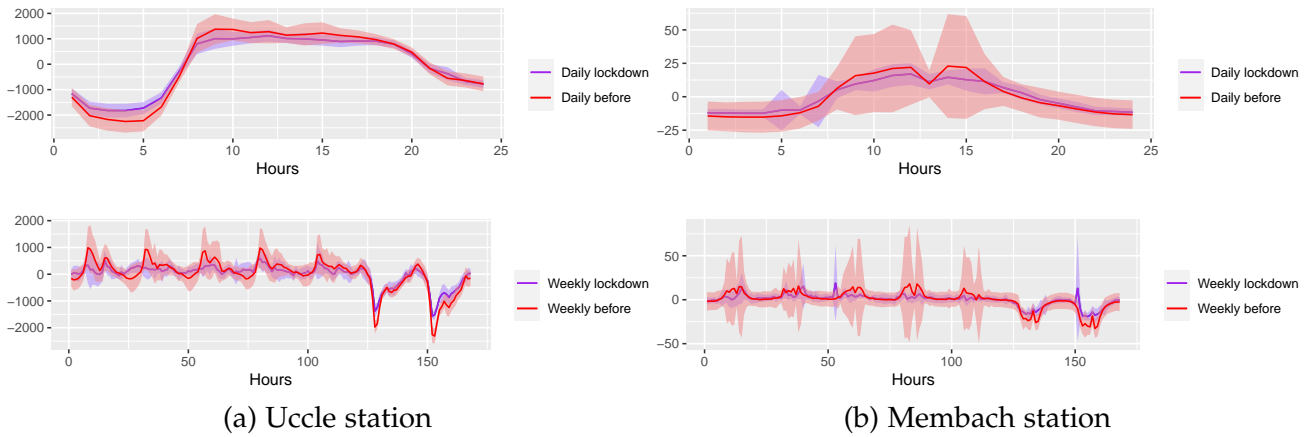 2000
1000
0
−1000
−2000
0
5
10
15
20
25
Hours
Daily lockdown
Daily before
50
25
0
−25
0
5
10
15
20
25
Hours
Daily lockdown
Daily before
2000
1000
0
−1000
−2000
0
50
100
150
Hours
Weekly lockdown
Weekly before
50
0
−50
0
50
100
150
Hours
Weekly lockdown
Weekly before
(a) Uccle station
(b) Membach station